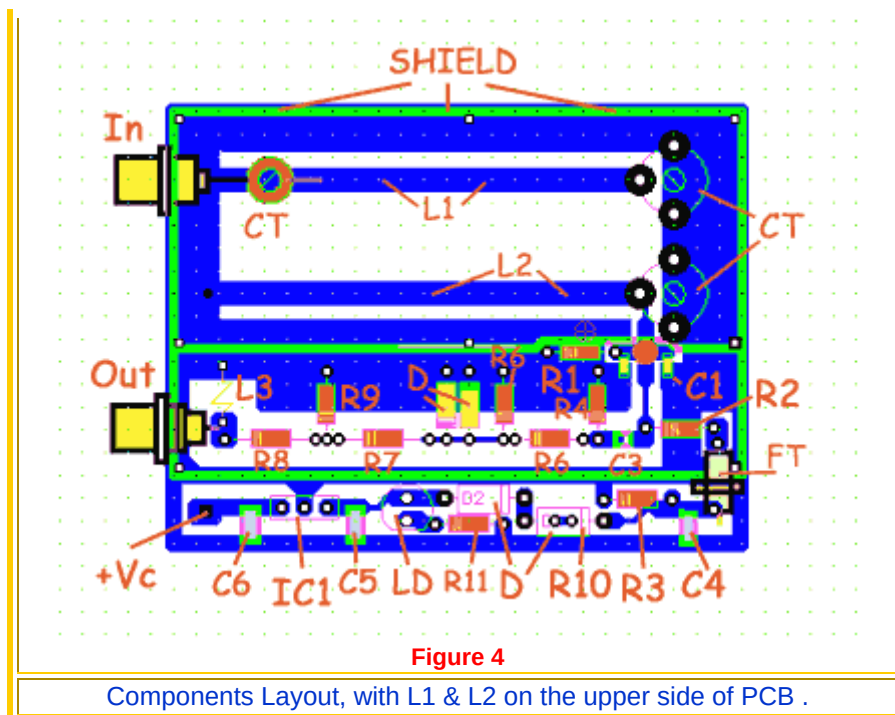 SHIELD
In
CT
L1
CT
L2
Out
L3
R9
D
R6
R1
R4
C1
R2
R8
R7
R6
C3
FT
D2
+Vc
C6
IC1
C5
LD
R11
D
R10
R3
C4
Figure 4
Components Layout, with L1 & L2 on the upper side of PCB .